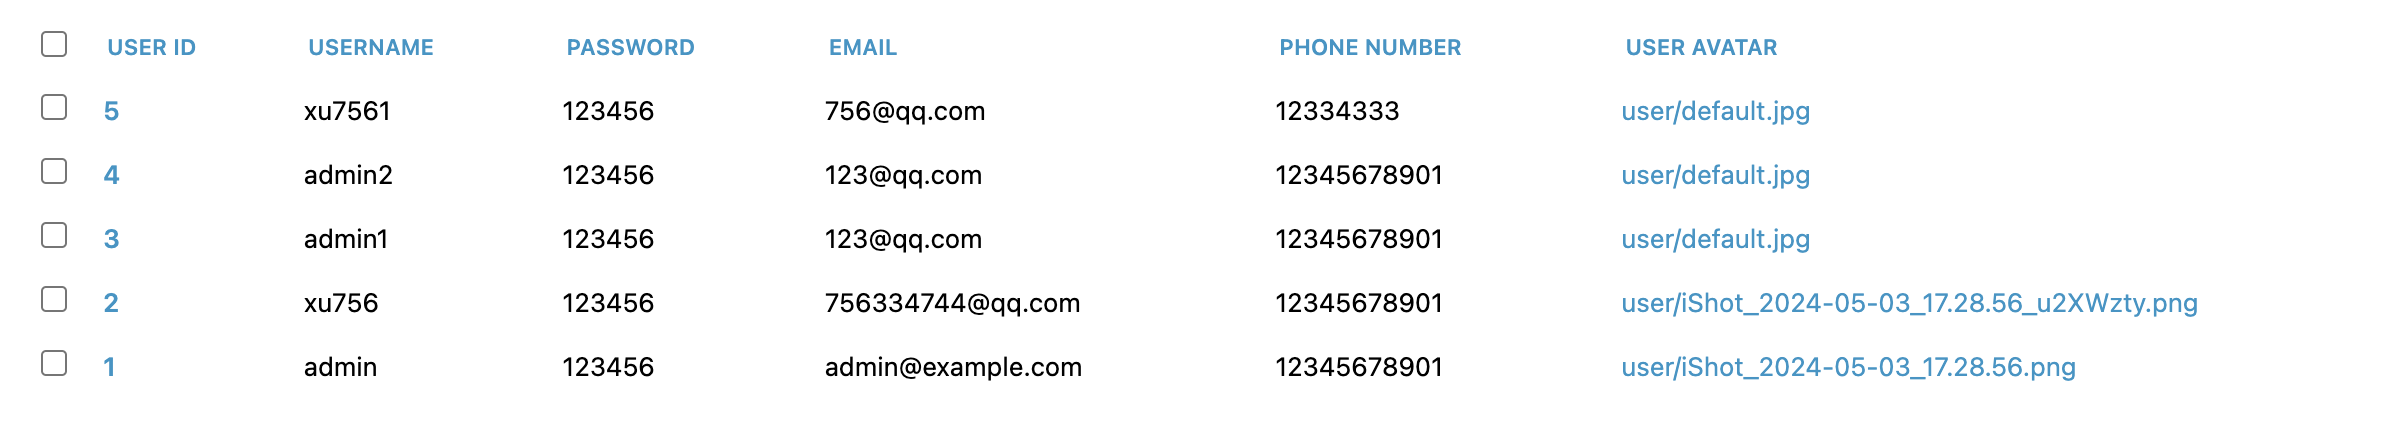 USER ID USERNAME PASSWORD EMAIL PHONE NUMBER USER AVATAR
5 xu7561 123456 756@qq.com 12334333 user/default.jpg
4 admin2 123456 123@qq.com 12345678901 user/default.jpg
3 admin1 123456 123@qq.com 12345678901 user/default.jpg
2 xu756 123456 756334744@qq.com 12345678901 user/iShot_2024-05-03_17.28.56_u2XWzty.png
1 admin 123456 admin@example.com 12345678901 user/iShot_2024-05-03_17.28.56.png